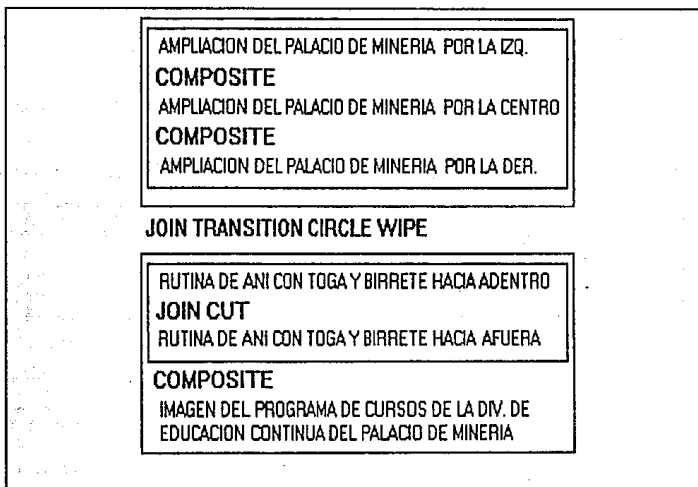 AMPLIACION DEL PALACIO DE MINERIA POR LA IZQ.
COMPOSITE
AMPLIACION DEL PALACIO DE MINERIA POR LA CENTRO
COMPOSITE
AMPLIACION DEL PALACIO DE MINERIA POR LA DER.
JOIN TRANSITION CIRCLE WIPE
RUTINA DE ANI CON TOGA Y BIRRETE HACIA ADENTRO
JOIN CUT
RUTINA DE ANI CON TOGA Y BIRRETE HACIA AFUERA
COMPOSITE
IMAGEN DEL PROGRAMA DE CURSOS DE LA DIV. DE
EDUCACION CONTINUA DEL PALACIO DE MINERIA